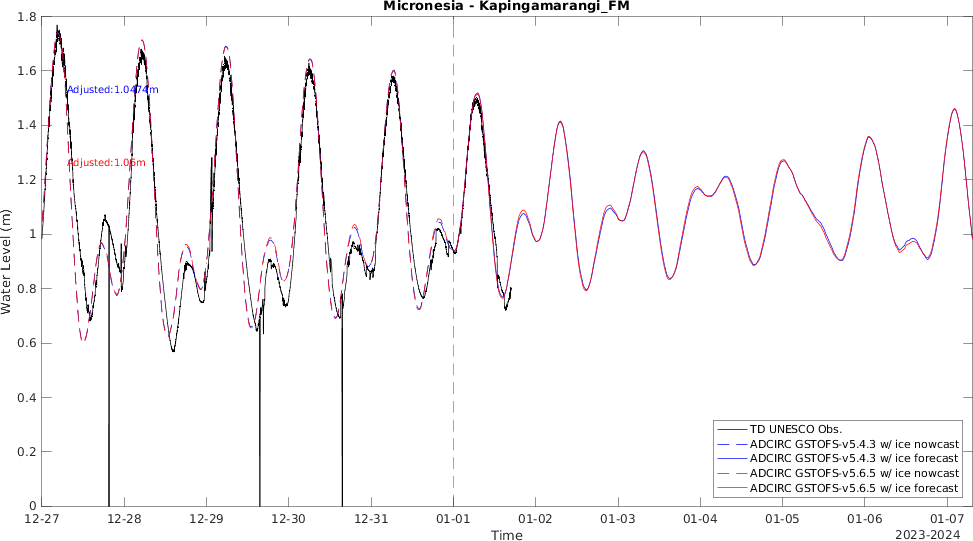 Micronesia - Kapingamarangi_FM
Water Level (m)
1.8
1.6
1.4
1.2
1
0.8
0.6
0.4
0.2
0
Adjusted:1.0474m
Adjusted:1.06m
TD UNESCO Obs.
ADCIRC GSTOFS-v5.4.3 w/ ice nowcast
ADCIRC GSTOFS-v5.4.3 w/ ice forecast
ADCIRC GSTOFS-v5.6.5 w/ ice nowcast
ADCIRC GSTOFS-v5.6.5 w/ ice forecast
12-27 12-28 12-29 12-30 12-31 01-01 01-02 01-03 01-04 01-05 01-06 01-07
Time
2023-2024